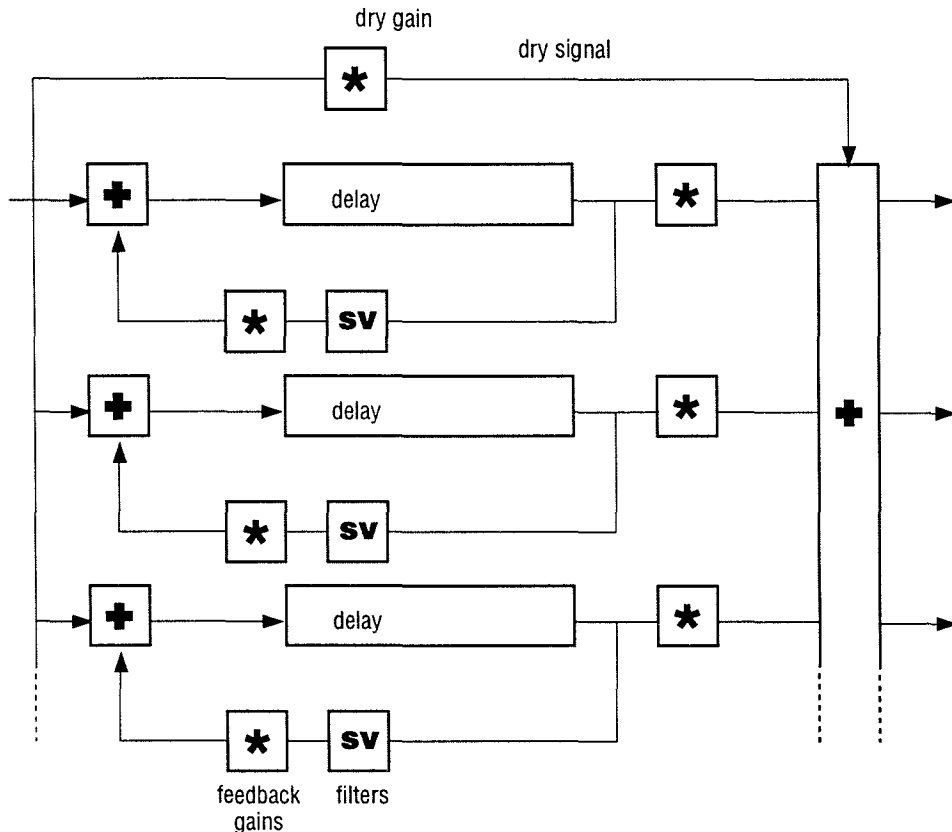 dry gain
dry signal
*
+
delay
*
*
sv
+
delay
*
+
*
sv
+
delay
*
*
sv
feedback
gains
filters